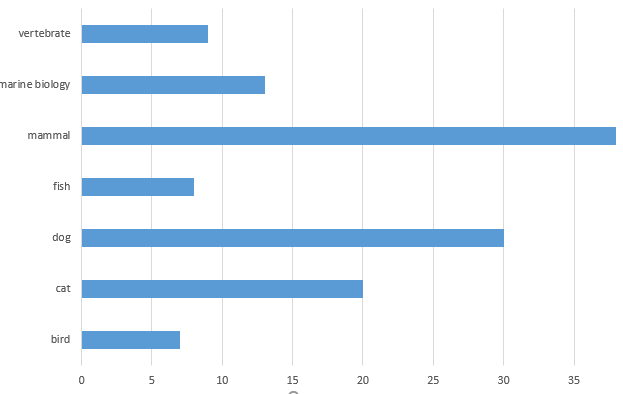 vertebrate
marine biology
mammal
fish
dog
cat
bird
0 5 10 15 20 25 30 35